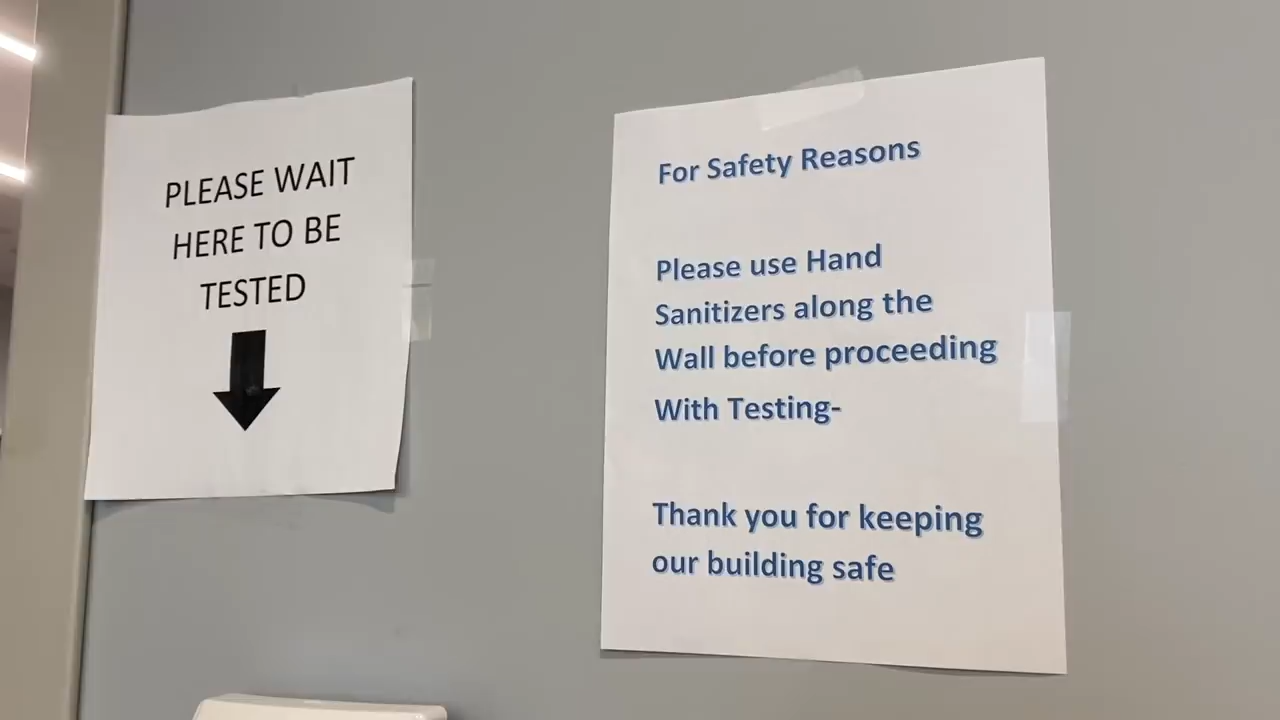 PLEASE WAIT
HERE TO BE
TESTED
For Safety Reasons
Please use Hand
Sanitizers along the
Wall before proceeding
With Testing-
Thank you for keeping
our building safe